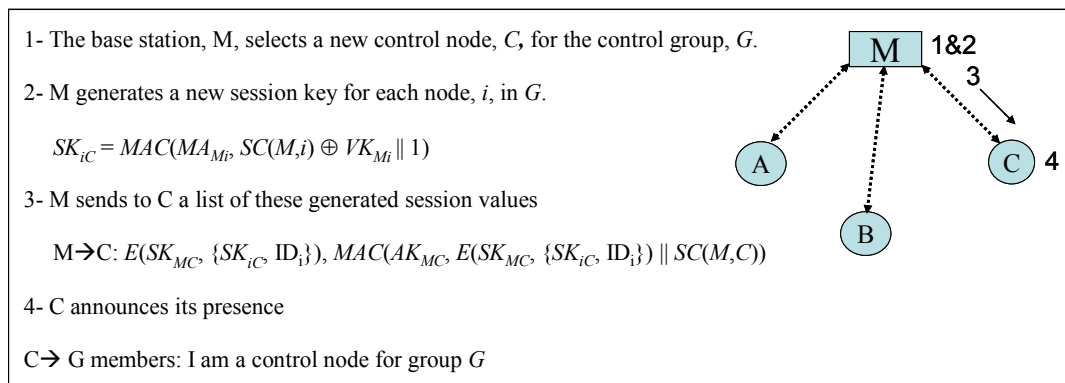 1- The base station, M, selects a new control node, C, for the control group, G.
2- M generates a new session key for each node, i, in G.
SK_iC = MAC(MA_Mi, SC(M,i) ⊕ VK_Mi || 1)
3- M sends to C a list of these generated session values
M→C: E(SK_MC, {SK_iC, ID_i}), MAC(AK_MC, E(SK_MC, {SK_iC, ID_i}) || SC(M,C))
4- C announces its presence
C→ G members: I am a control node for group G
M 1&2
3
A
C 4
B